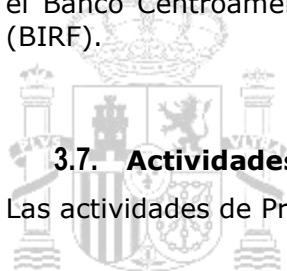 el Banco Centroamer
(BIRF).
3.7. Actividades
Las actividades de Pr